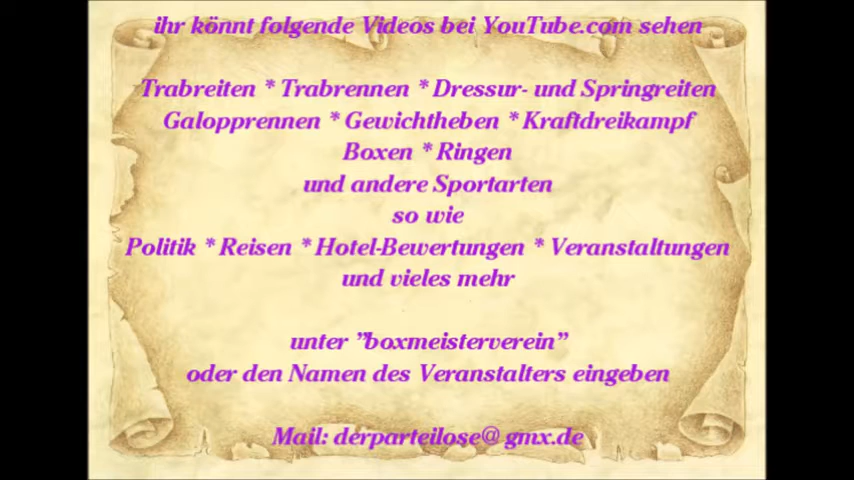 ihr könnt folgende Videos bei YouTube.com sehen
Trabreiten * Trabrennen * Dressur- und Springreiten
Galopprennen * Gewichtheben * Kraftdreikampf
Boxen * Ringen
und andere Sportarten
so wie
Politik * Reisen * Hotel-Bewertungen * Veranstaltungen
und vieles mehr
unter "boxmeisterverein"
oder den Namen des Veranstalters eingeben
Mail: derparteilose@gmx.de